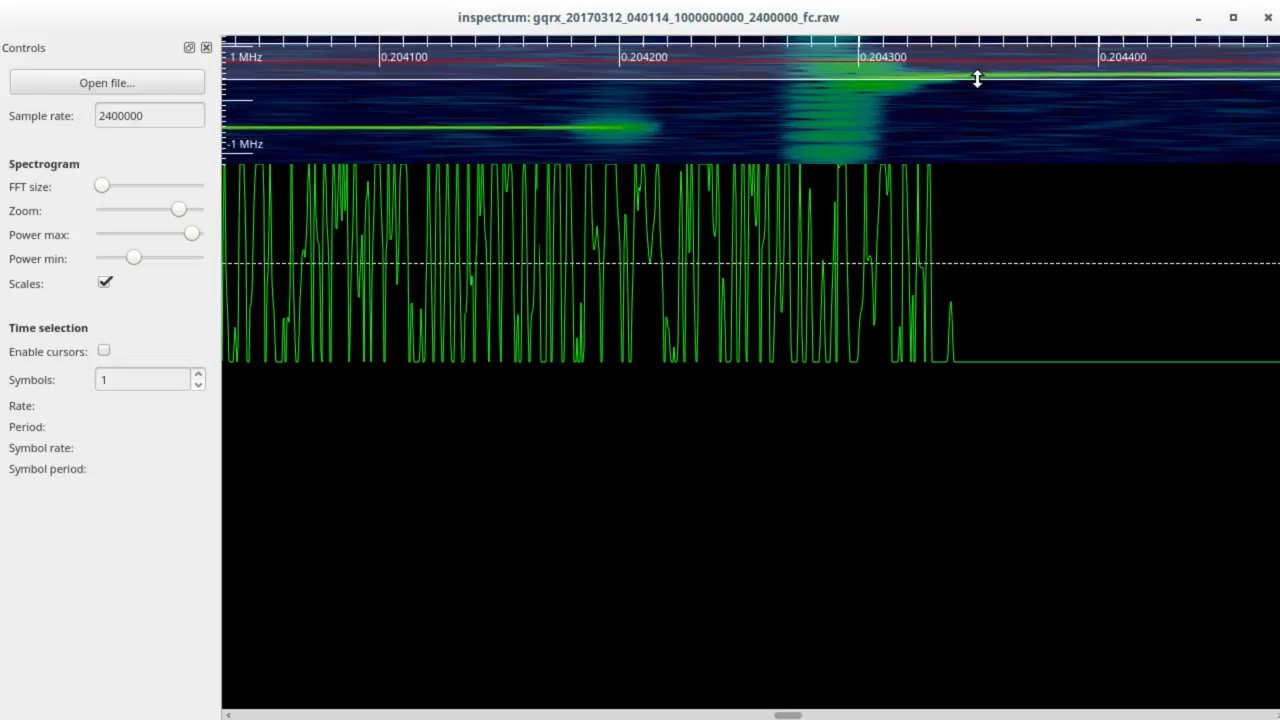 inspectrum: gqrx_20170312_040114_1000000000_2400000_fc.raw
Controls
Open file...
Sample rate: 2400000
Spectrogram
FFT size:
Zoom:
Power max:
Power min:
Scales:
Time selection
Enable cursors:
Symbols: 1
Rate:
Period:
Symbol rate:
Symbol period:
1 MHz 0.204100 0.204200 0.204300 0.204400
-1 MHz